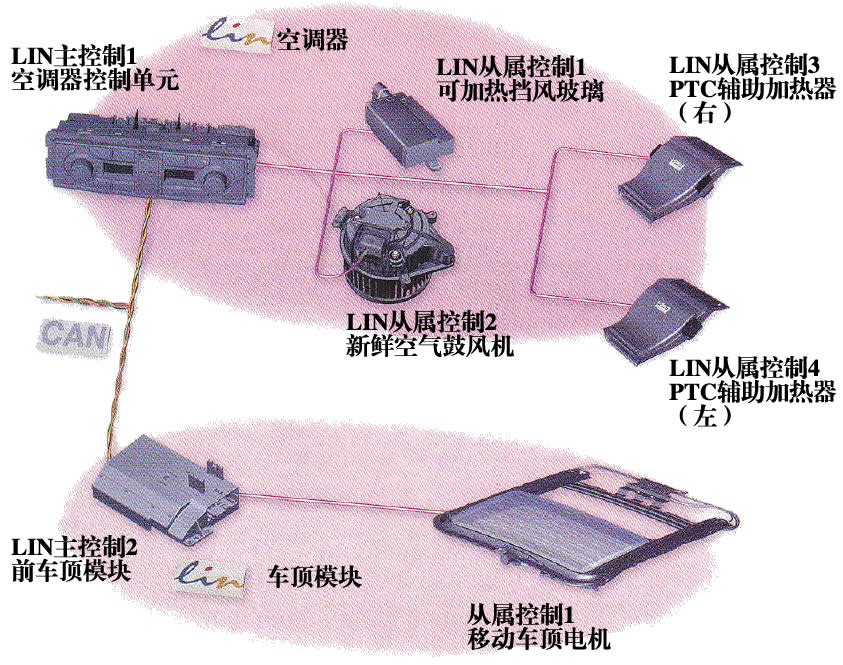 lin 空调器
LIN主控制1
空调器控制单元
LIN从属控制1
可加热挡风玻璃
LIN从属控制3
PTC辅助加热器
（右）
LIN从属控制2
新鲜空气鼓风机
CAN
LIN从属控制4
PTC辅助加热器
（左）
LIN主控制2
前车顶模块
lin 车顶模块
从属控制1
移动车顶电机